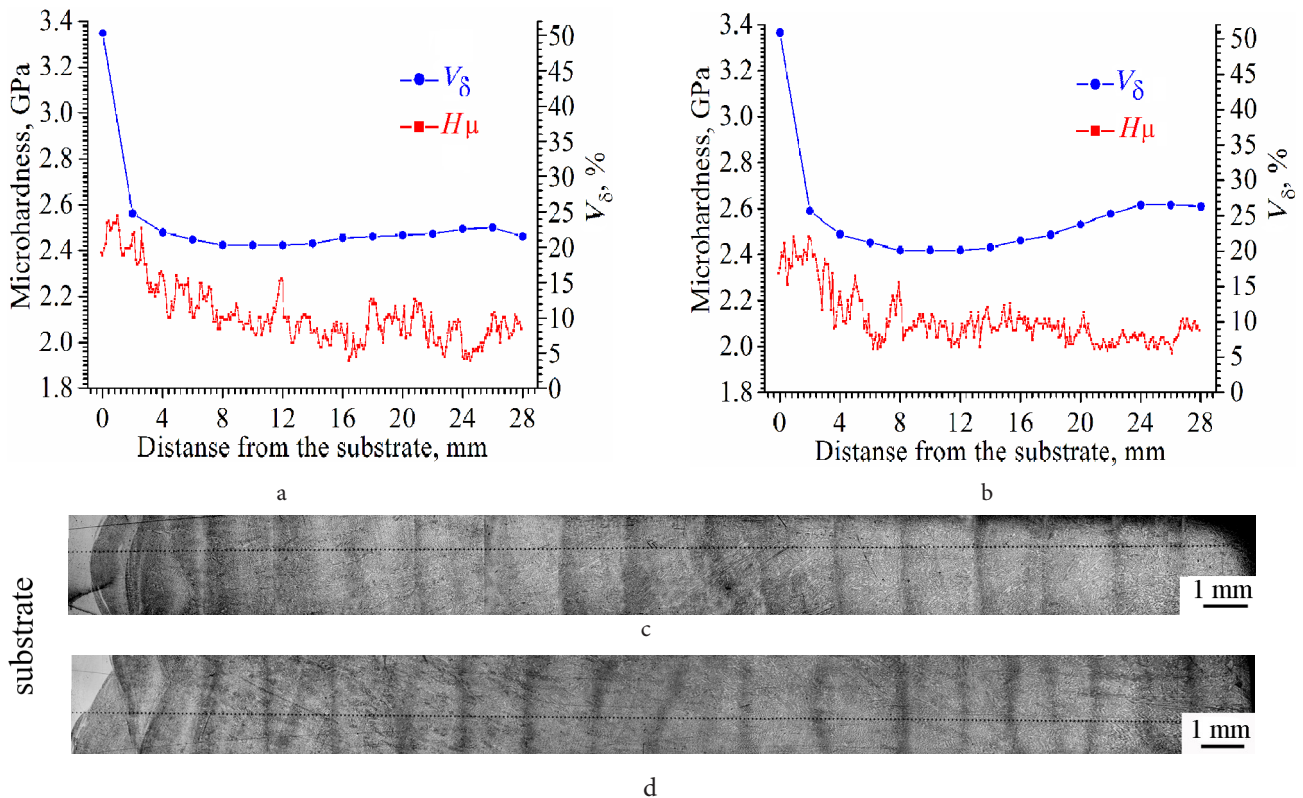 3.4
3.2
3.0
2.8
2.6
2.4
2.2
2.0
1.8
Microhardness, GPa
50
45
40
35
30
25
20
15
10
5
0
Vδ, %
Vδ
Hμ
0 4 8 12 16 20 24 28
Distanse from the substrate, mm
a
3.4
3.2
3.0
2.8
2.6
2.4
2.2
2.0
1.8
Microhardness, GPa
50
45
40
35
30
25
20
15
10
5
0
Vδ, %
Vδ
Hμ
0 4 8 12 16 20 24 28
Distanse from the substrate, mm
b
substrate
1 mm
c
1 mm
d